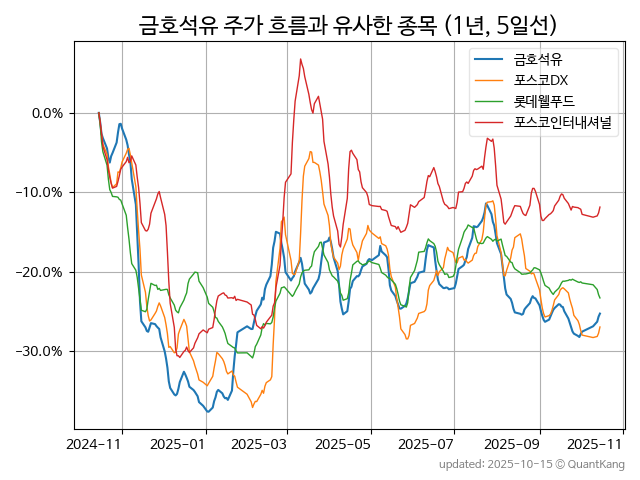 금호석유 주가 흐름과 유사한 종목 (1년, 5일선)
금호석유
포스코DX
롯데웰푸드
포스코인터내셔널
0.0%
−10.0%
−20.0%
−30.0%
2024-11 2025-01 2025-03 2025-05 2025-07 2025-09 2025-11
updated: 2025-10-15 © QuantKang